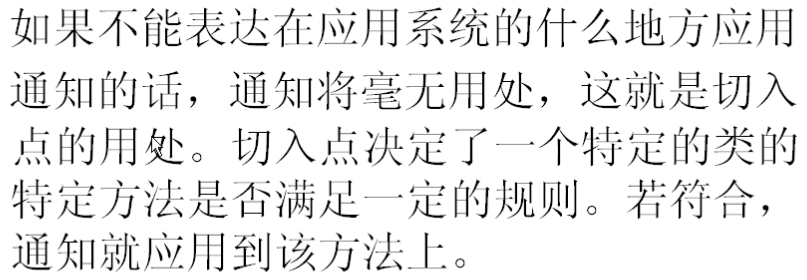 如果不能表达在应用系统的什么地方应用
通知的话，通知将毫无用处，这就是切入
点的用处。切入点决定了一个特定的类的
特定方法是否满足一定的规则。若符合，
通知就应用到该方法上。